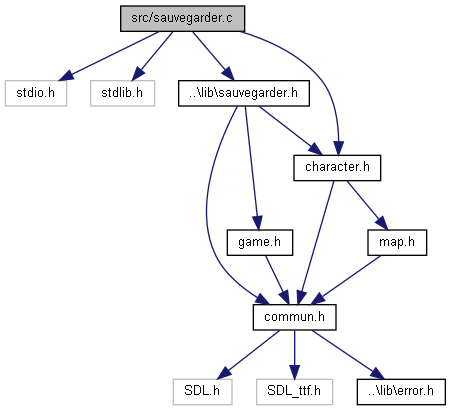 src/sauvegarder.c
stdio.h
stdlib.h
..\lib\sauvegarder.h
character.h
game.h
map.h
commun.h
SDL.h
SDL_ttf.h
..\lib\error.h